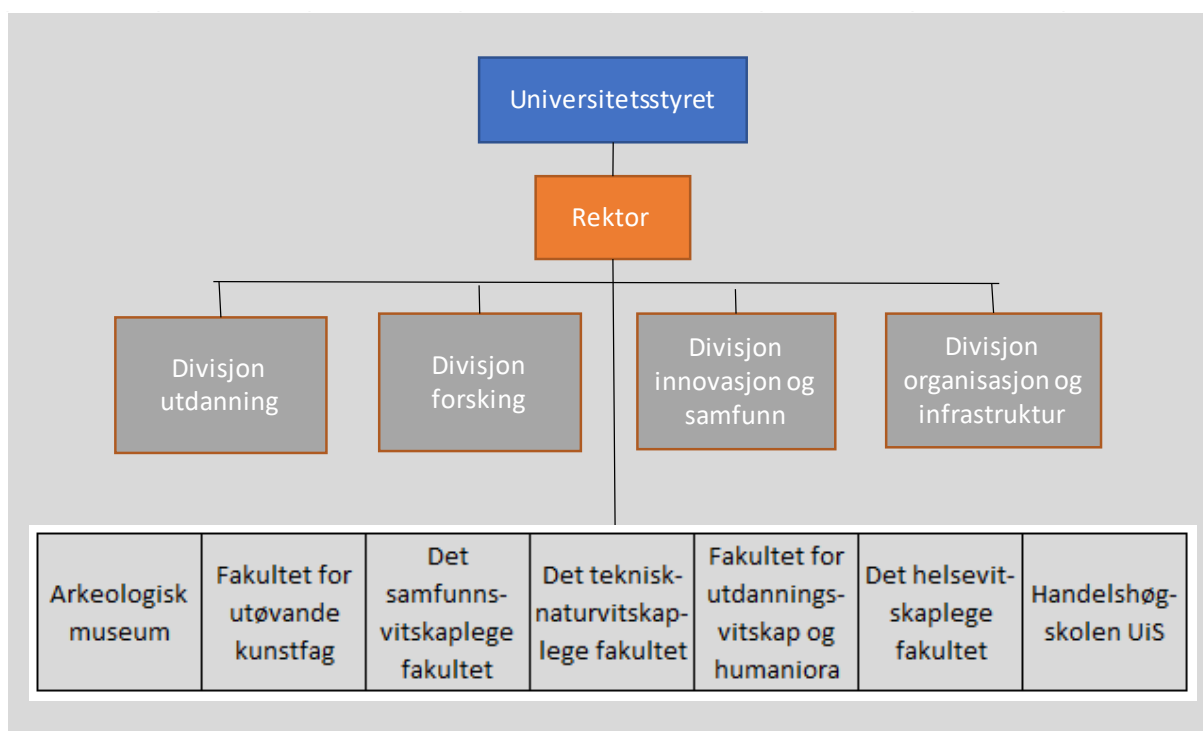 Universitetsstyret
Rektor
Divisjon
utdanning
Divisjon
forsking
Divisjon
innovasjon og
samfunn
Divisjon
organisasjon og
infrastruktur
Arkeologisk
museum
Fakultet for
utøvande
kunstfag
Det
samfunns-
vitskaplege
fakultet
Det teknisk-
naturvitskap-
lege fakultet
Fakultet for
utdannings-
vitskap og
humaniora
Det helsevit-
skaplege
fakultet
Handelshøg-
skolen UiS